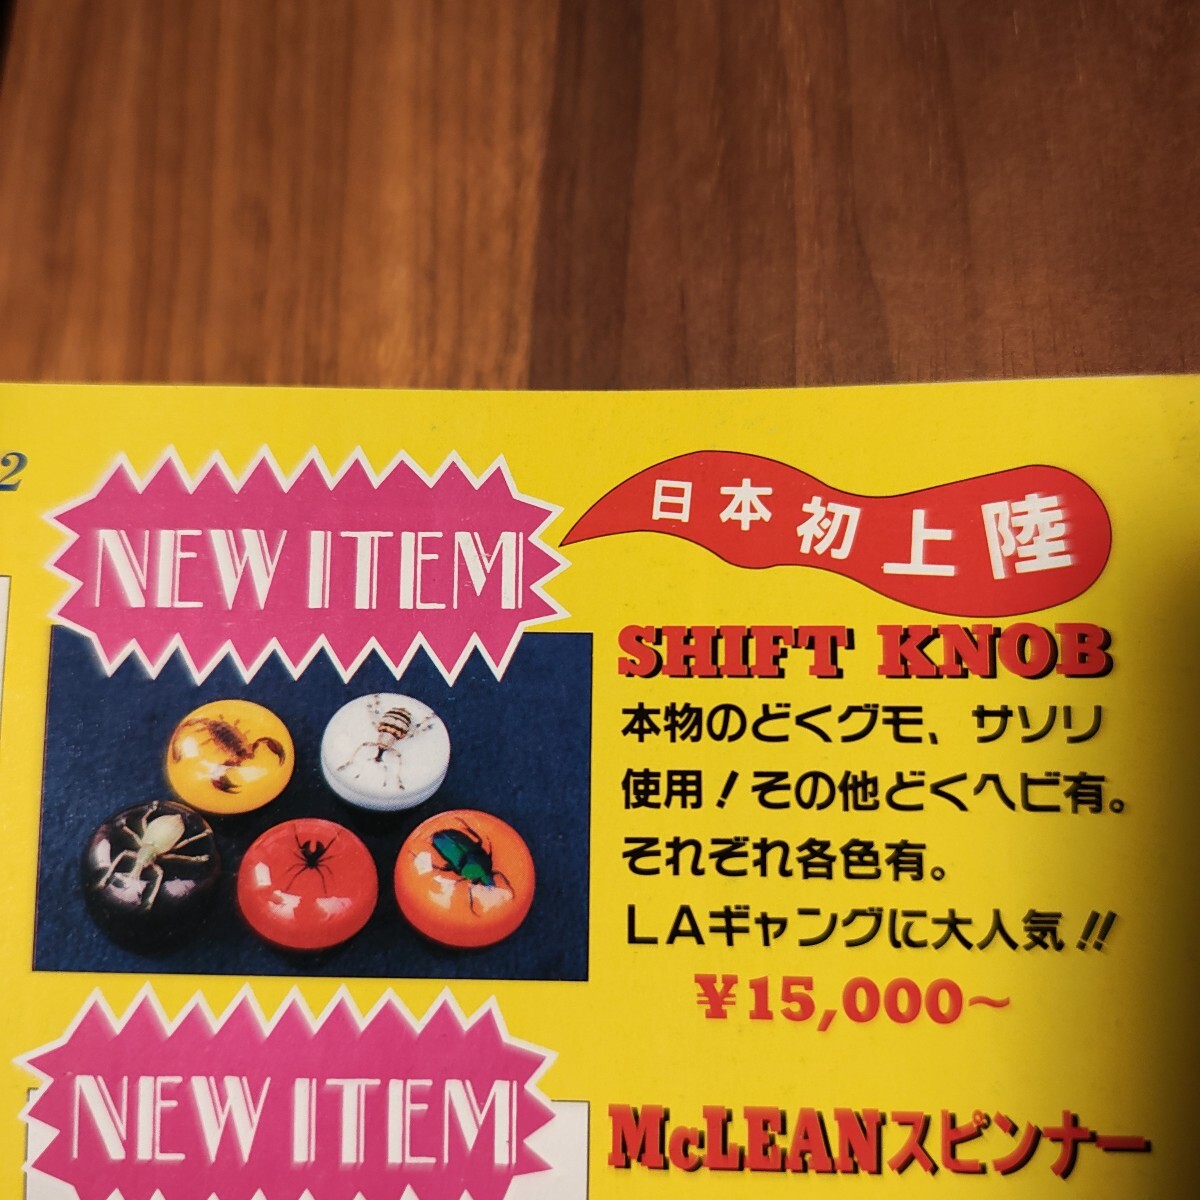 2
NEW ITEM
日本初上陸
SHIFT KNOB
本物のどくグモ、サソリ
使用！その他どくヘビ有。
それぞれ各色有。
LAギャングに大人気!!
¥15,000〜
NEW ITEM
McLEANスピンナー